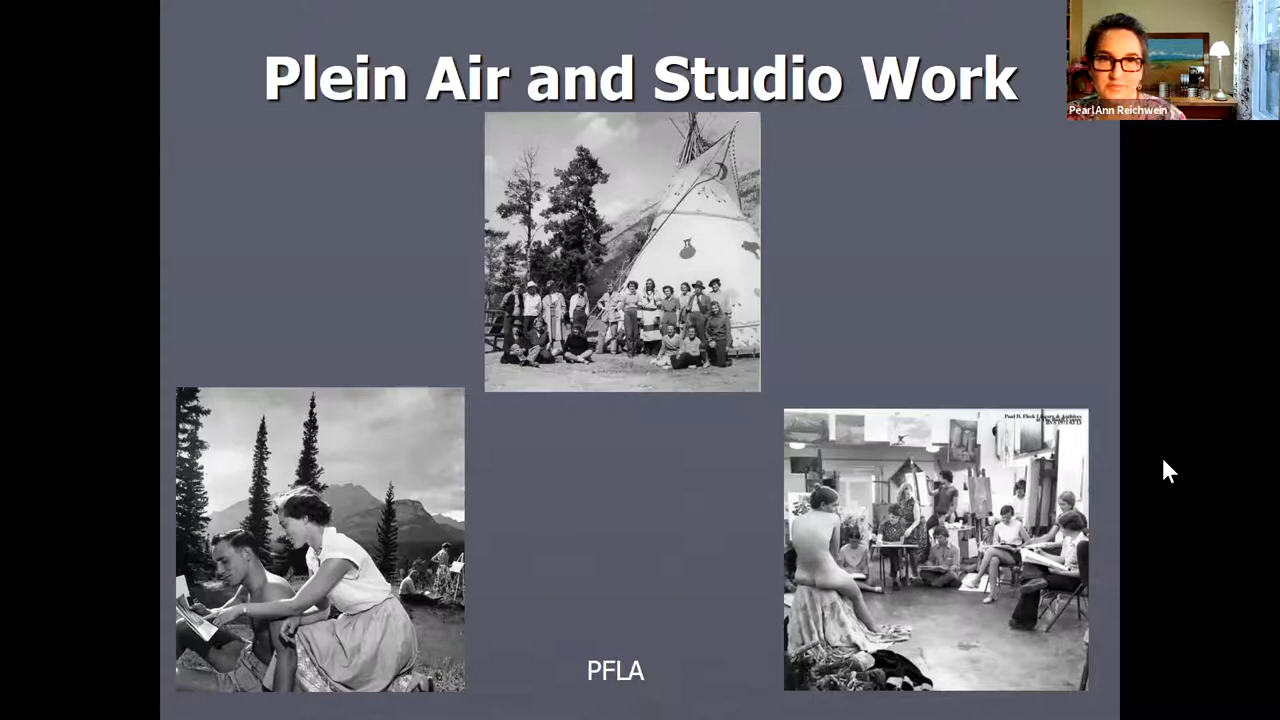 Plein Air and Studio Work
PearlAnn Reichwein
Paul D. Fleck Library & Archives
PFLA